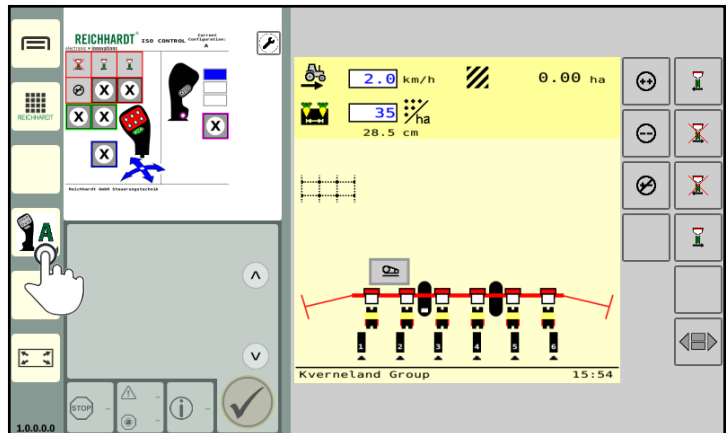 REICHHARDT® ISO CONTROL Current Configuration: A
electronic • innovations
X X
X X X
X
Reichhardt GmbH Steuerungstechnik
REICHHARDT
A
STOP - - - i -
1.0.0.0.0
2.0 km/h 0.00 ha
35 /ha
28.5 cm
1 2 3 4 5 6
Kverneland Group 15:54